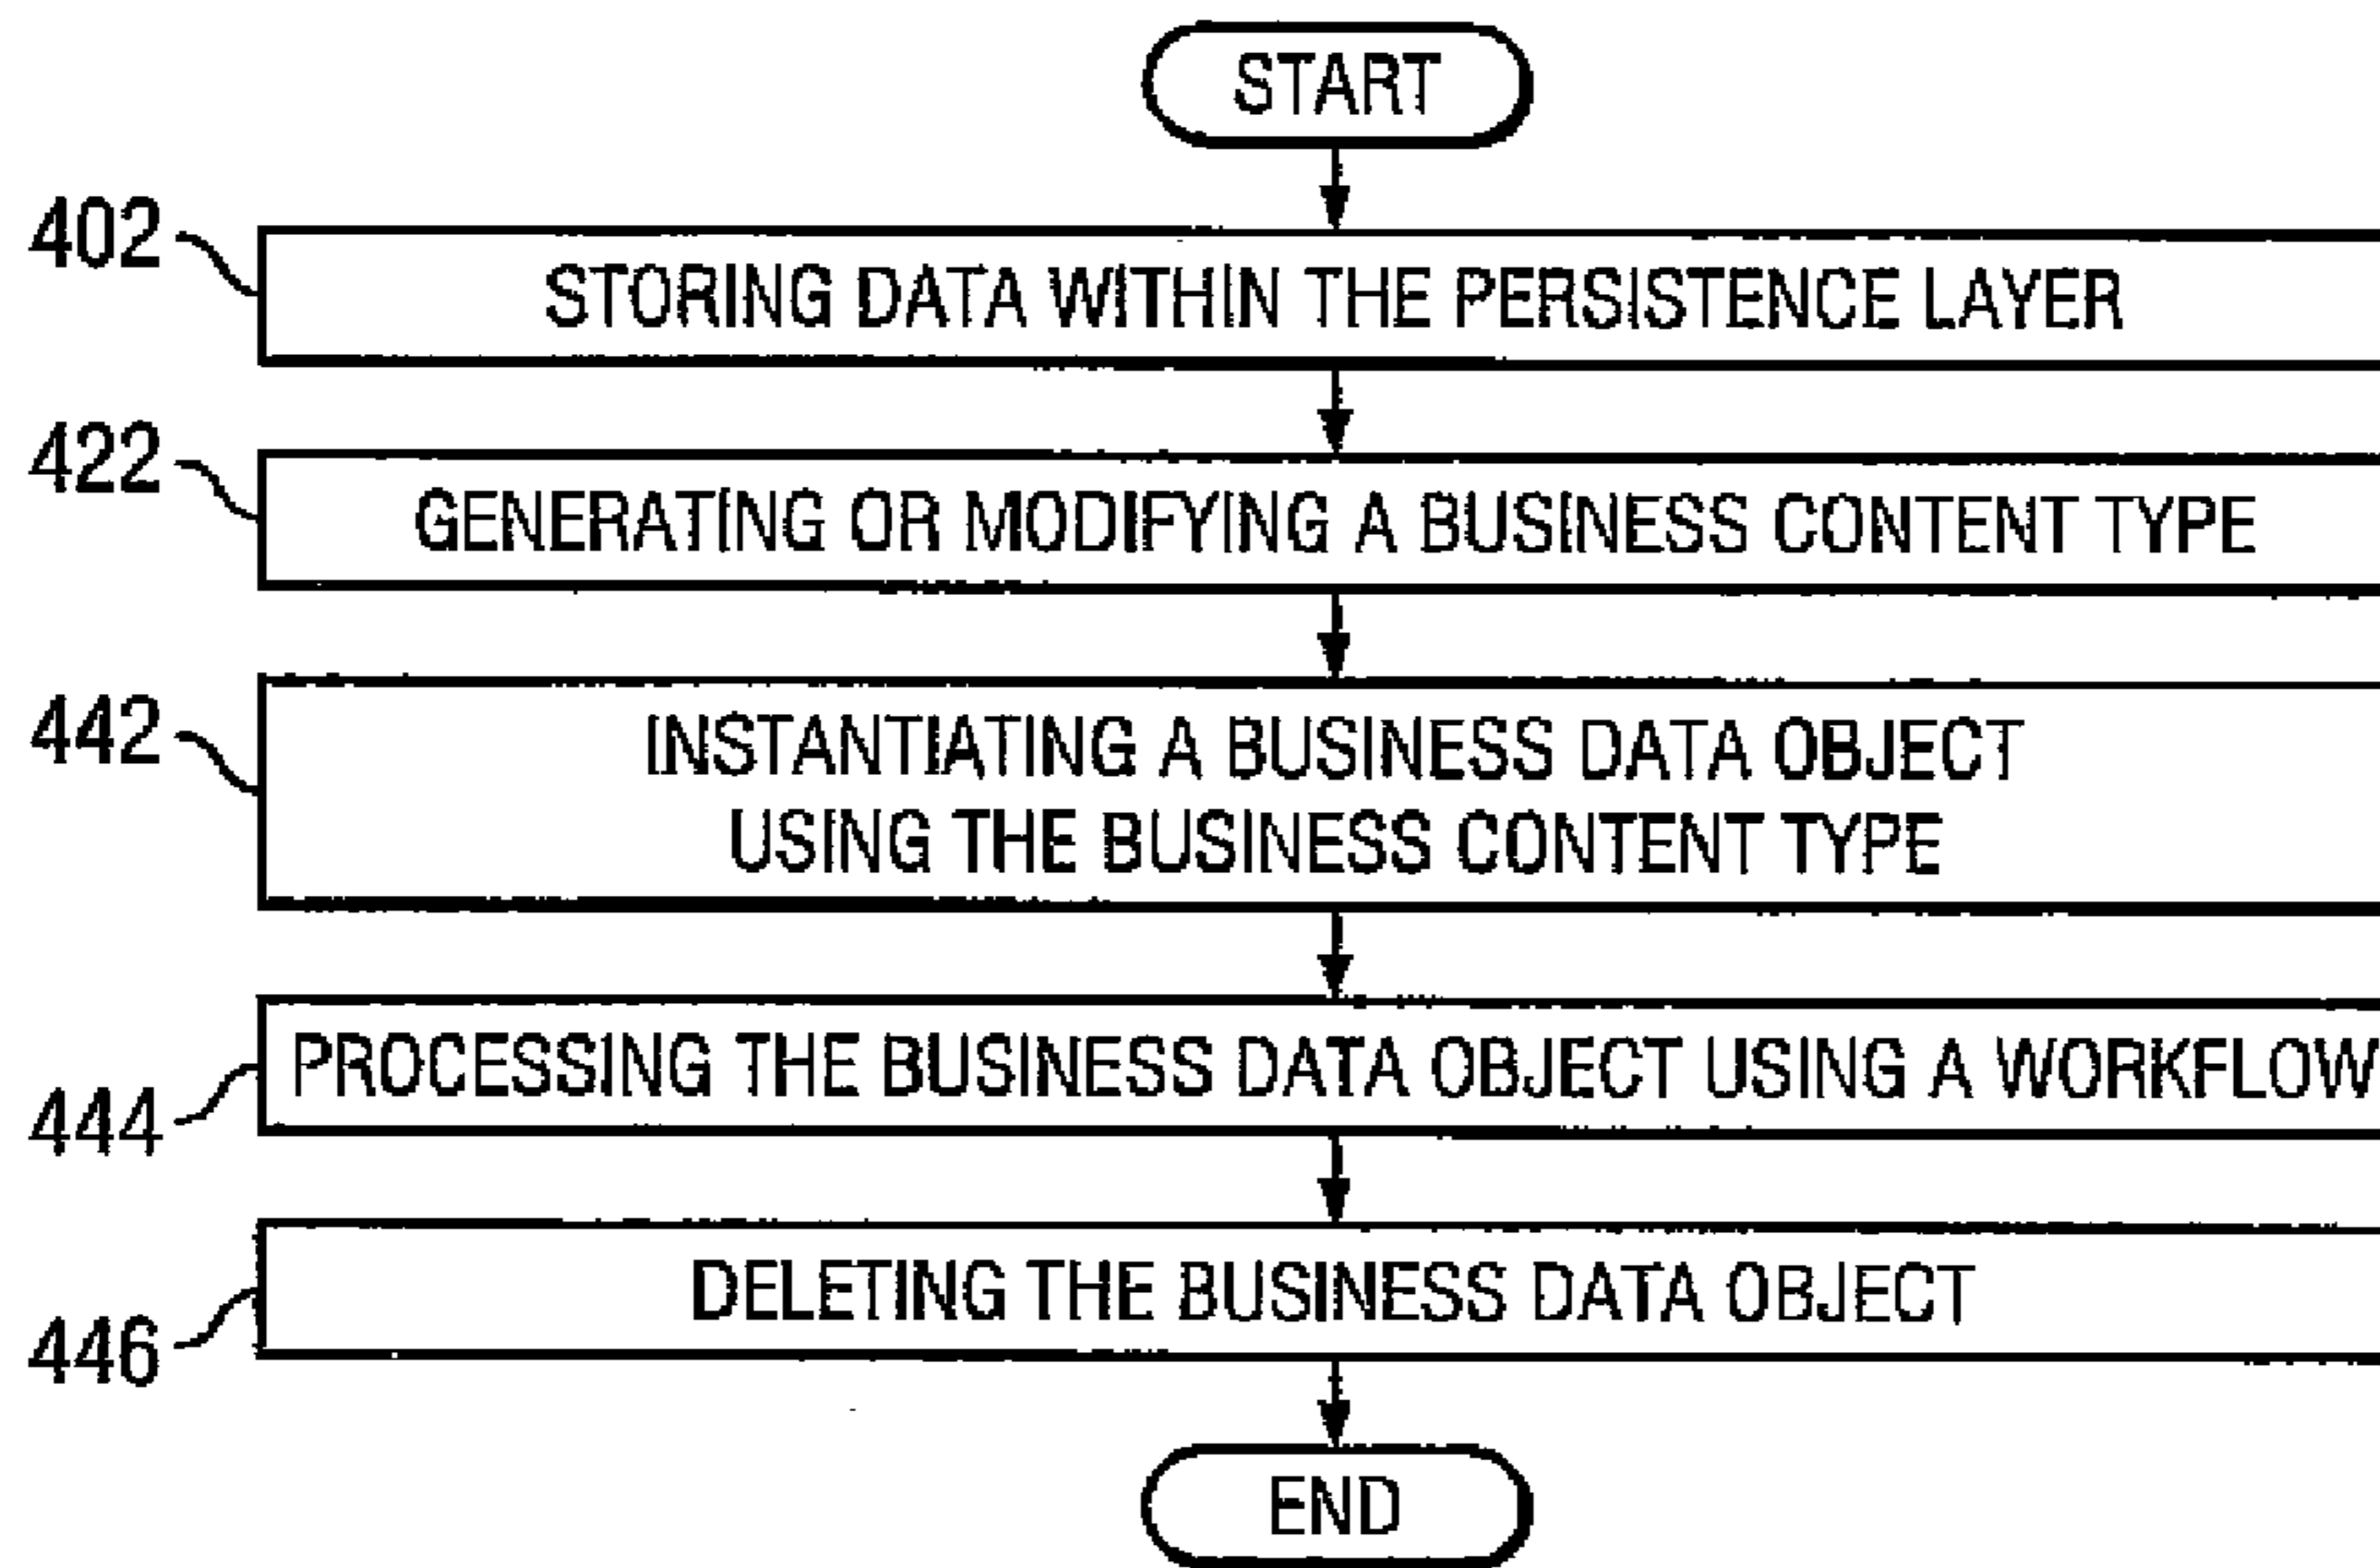 START
402
STORING DATA WITHIN THE PERSISTENCE LAYER
422
GENERATING OR MODIFYING A BUSINESS CONTENT TYPE
442
INSTANTIATING A BUSINESS DATA OBJECT
USING THE BUSINESS CONTENT TYPE
444
PROCESSING THE BUSINESS DATA OBJECT USING A WORKFLOW
446
DELETING THE BUSINESS DATA OBJECT
END